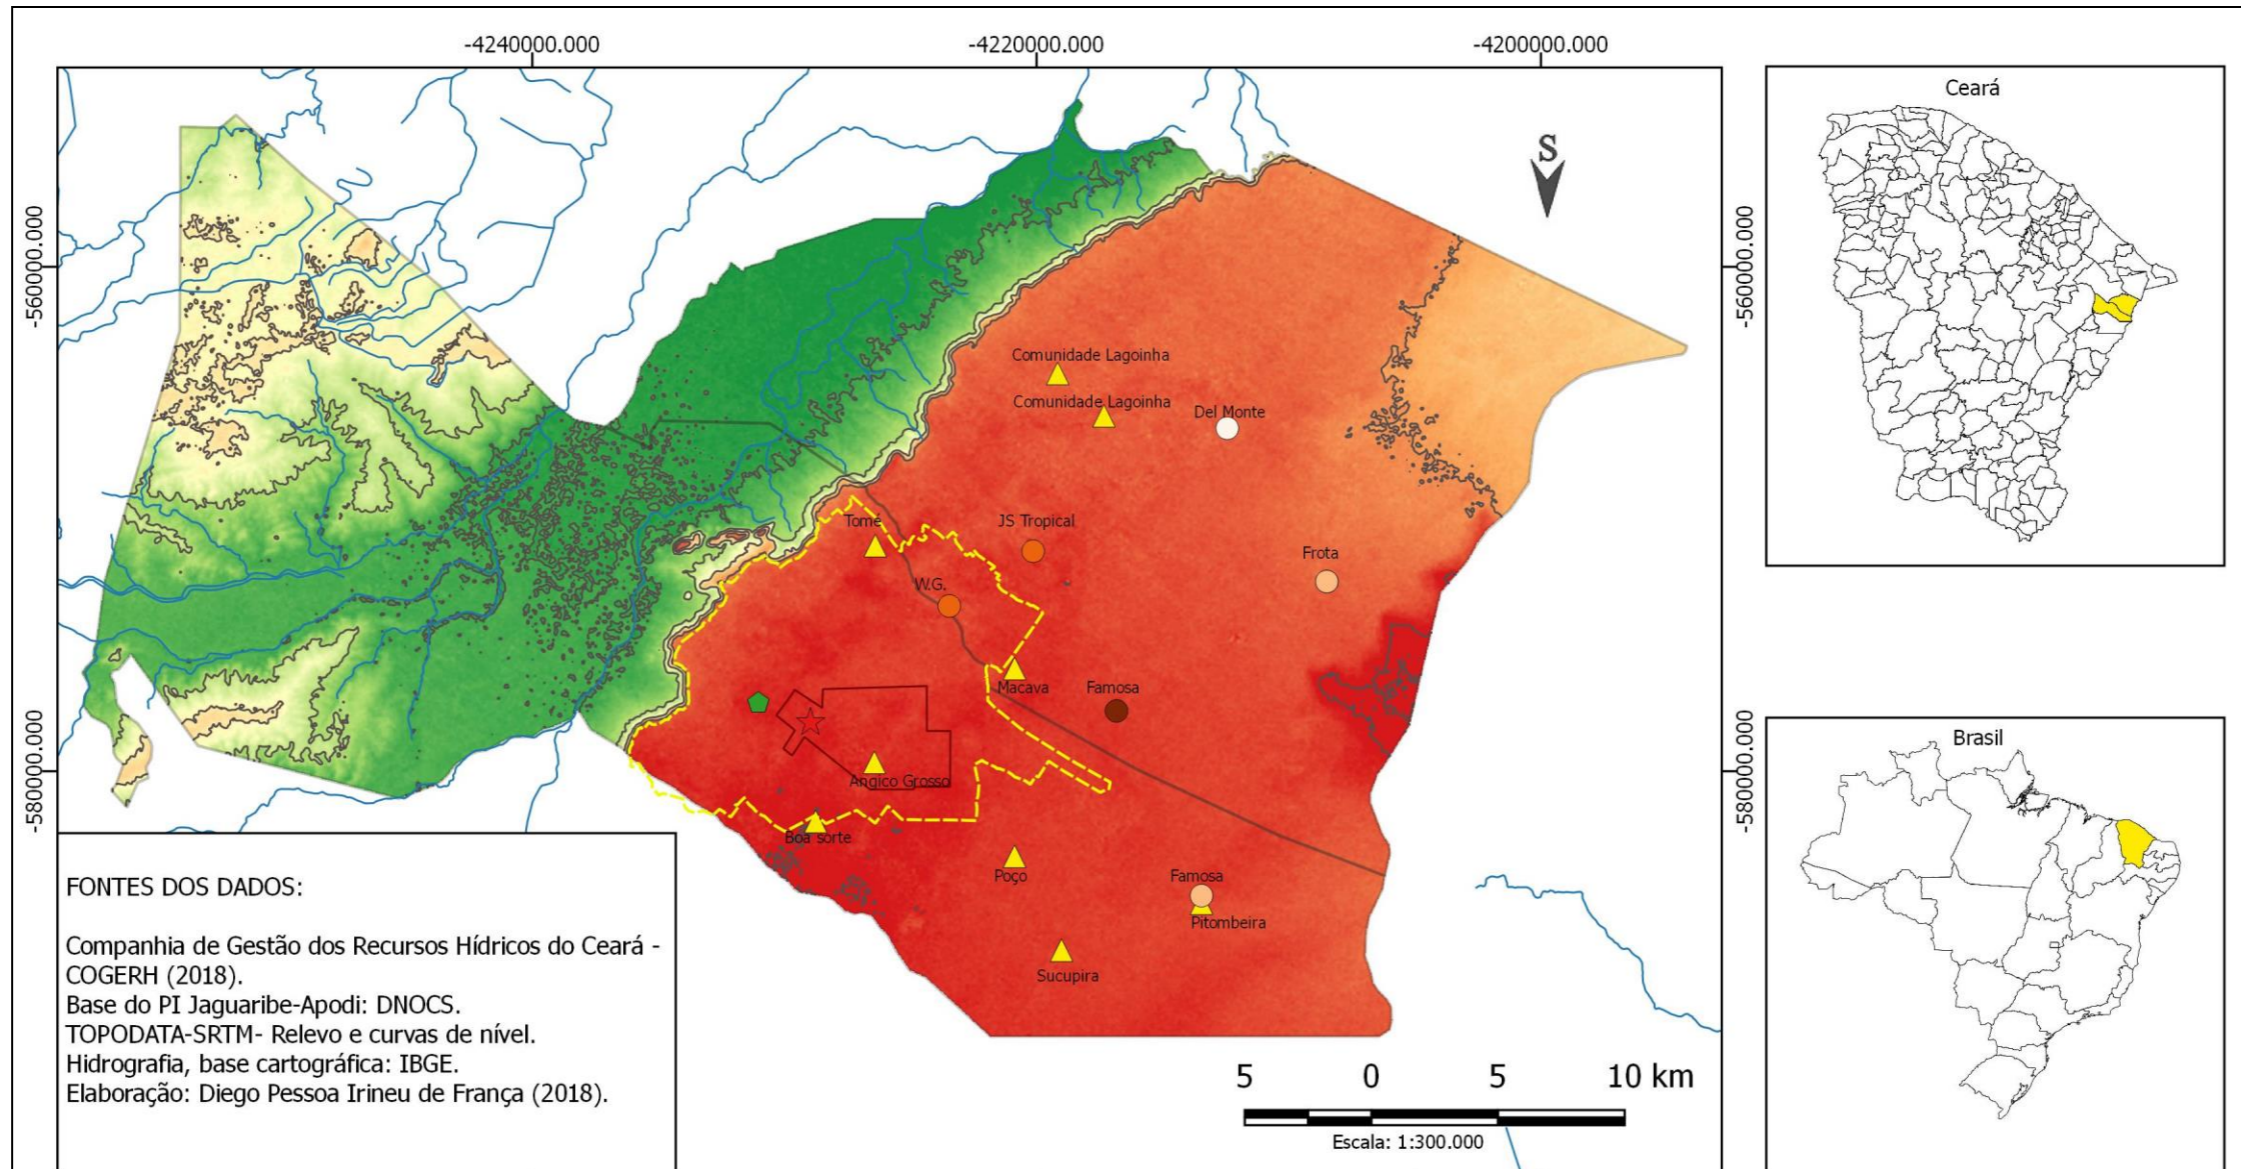 -4240000.000
-4220000.000
-4200000.000
-560000.000
-580000.000
-560000.000
-580000.000
S
Comunidade Lagoinha
Comunidade Lagoinha
Del Monte
Tomé
JS Tropical
Frota
W.G.
Macava
Famosa
Angico Grosso
Boa sorte
Poço
Famosa
Pitombeira
Sucupira
FONTES DOS DADOS:
Companhia de Gestão dos Recursos Hídricos do Ceará -
COGERH (2018).
Base do PI Jaguaribe-Apodi: DNOCS.
TOPODATA-SRTM- Relevo e curvas de nível.
Hidrografia, base cartográfica: IBGE.
Elaboração: Diego Pessoa Irineu de França (2018).
5 0 5 10 km
Escala: 1:300.000
Ceará
Brasil